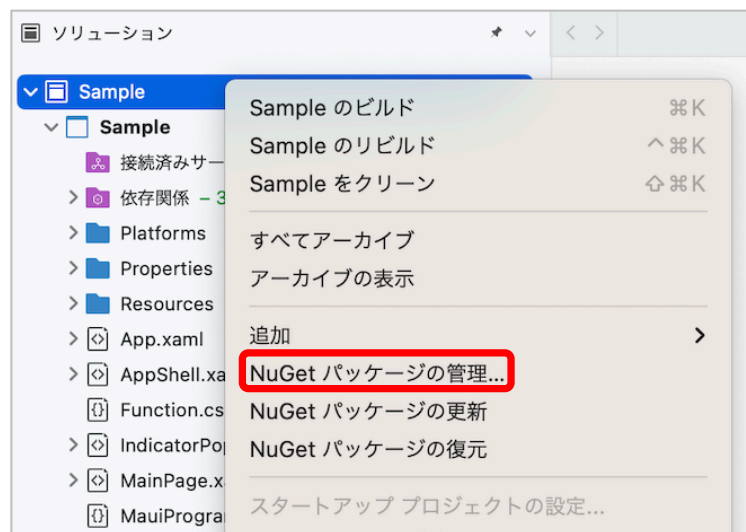 ソリューション
Sample
Sample
接続済みサー
依存関係 – 3
Platforms
Properties
Resources
App.xaml
AppShell.xa
Function.cs
IndicatorPo
MainPage.x
MauiProgra
Sample のビルド ⌘K
Sample のリビルド ^⌘K
Sample をクリーン ⇧⌘K
すべてアーカイブ
アーカイブの表示
追加
NuGet パッケージの管理...
NuGet パッケージの更新
NuGet パッケージの復元
スタートアップ プロジェクトの設定...